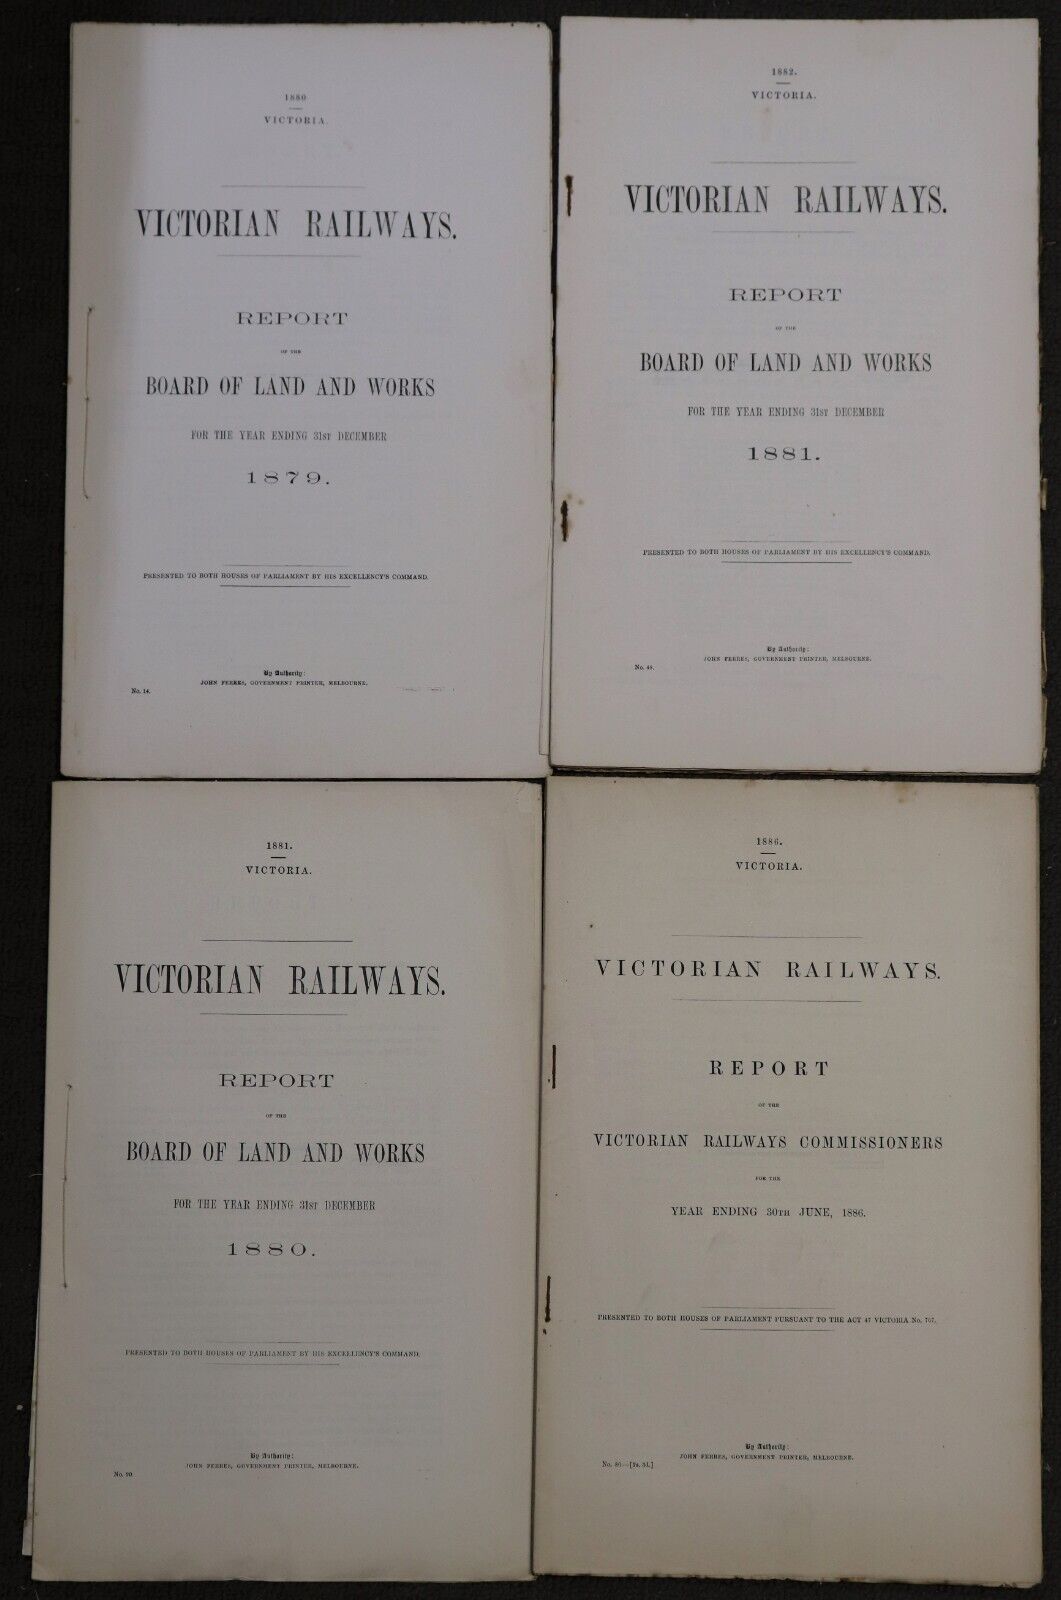 1880
VICTORIA.
VICTORIAN RAILWAYS.
REPORT
OF THE
BOARD OF LAND AND WORKS
FOR THE YEAR ENDING 31ST DECEMBER
1879.
PRESENTED TO BOTH HOUSES OF PARLIAMENT BY HIS EXCELLENCY'S COMMAND.
By Authority:
JOHN FERRES, GOVERNMENT PRINTER, MELBOURNE.
No. 14.
1882.
VICTORIA.
VICTORIAN RAILWAYS.
REPORT
OF THE
BOARD OF LAND AND WORKS
FOR THE YEAR ENDING 31ST DECEMBER
1881.
PRESENTED TO BOTH HOUSES OF PARLIAMENT BY HIS EXCELLENCY'S COMMAND.
By Authority:
JOHN FERRES, GOVERNMENT PRINTER, MELBOURNE.
No.
1881.
VICTORIA.
VICTORIAN RAILWAYS.
REPORT
OF THE
BOARD OF LAND AND WORKS
FOR THE YEAR ENDING 31ST DECEMBER
1880.
PRESENTED TO BOTH HOUSES OF PARLIAMENT BY HIS EXCELLENCY'S COMMAND.
By Authority:
JOHN FERRES, GOVERNMENT PRINTER, MELBOURNE.
No.
1886.
VICTORIA.
VICTORIAN RAILWAYS.
REPORT
OF THE
VICTORIAN RAILWAYS COMMISSIONERS
FOR THE
YEAR ENDING 30TH JUNE, 1886.
PRESENTED TO BOTH HOUSES OF PARLIAMENT PURSUANT TO THE ACT 47 VICTORIA No. 767.
By Authority:
JOHN FERRES, GOVERNMENT PRINTER, MELBOURNE.
No.